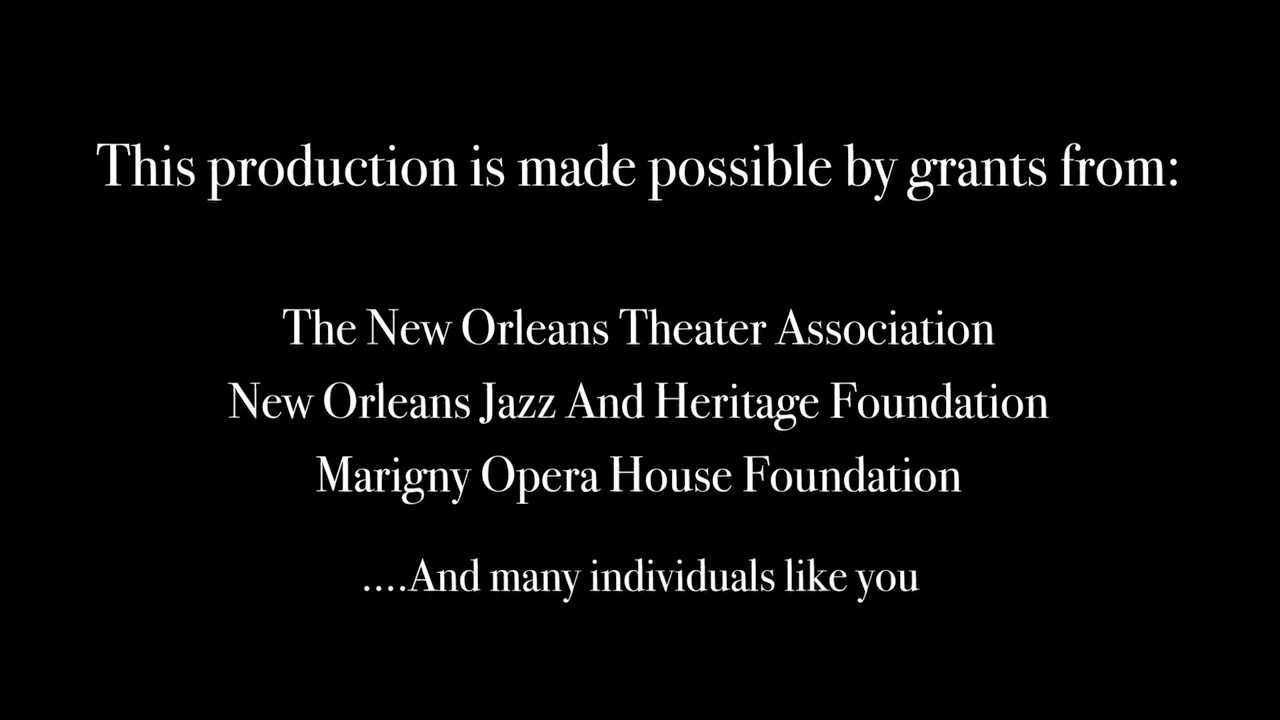 This production is made possible by grants from:
The New Orleans Theater Association
New Orleans Jazz And Heritage Foundation
Marigny Opera House Foundation
....And many individuals like you